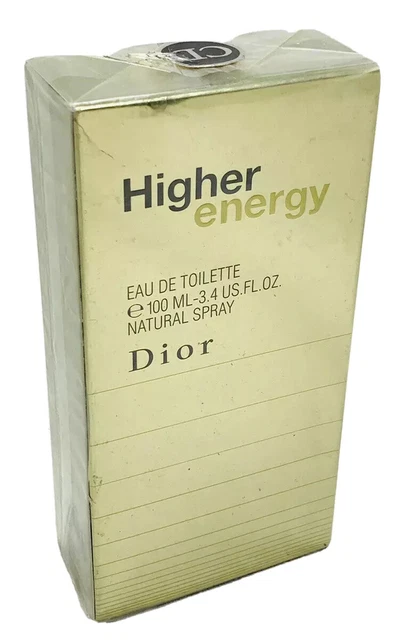 Higher
energy
EAU DE TOILETTE
℮ 100 ML-3.4 US.FL.OZ.
NATURAL SPRAY
Dior